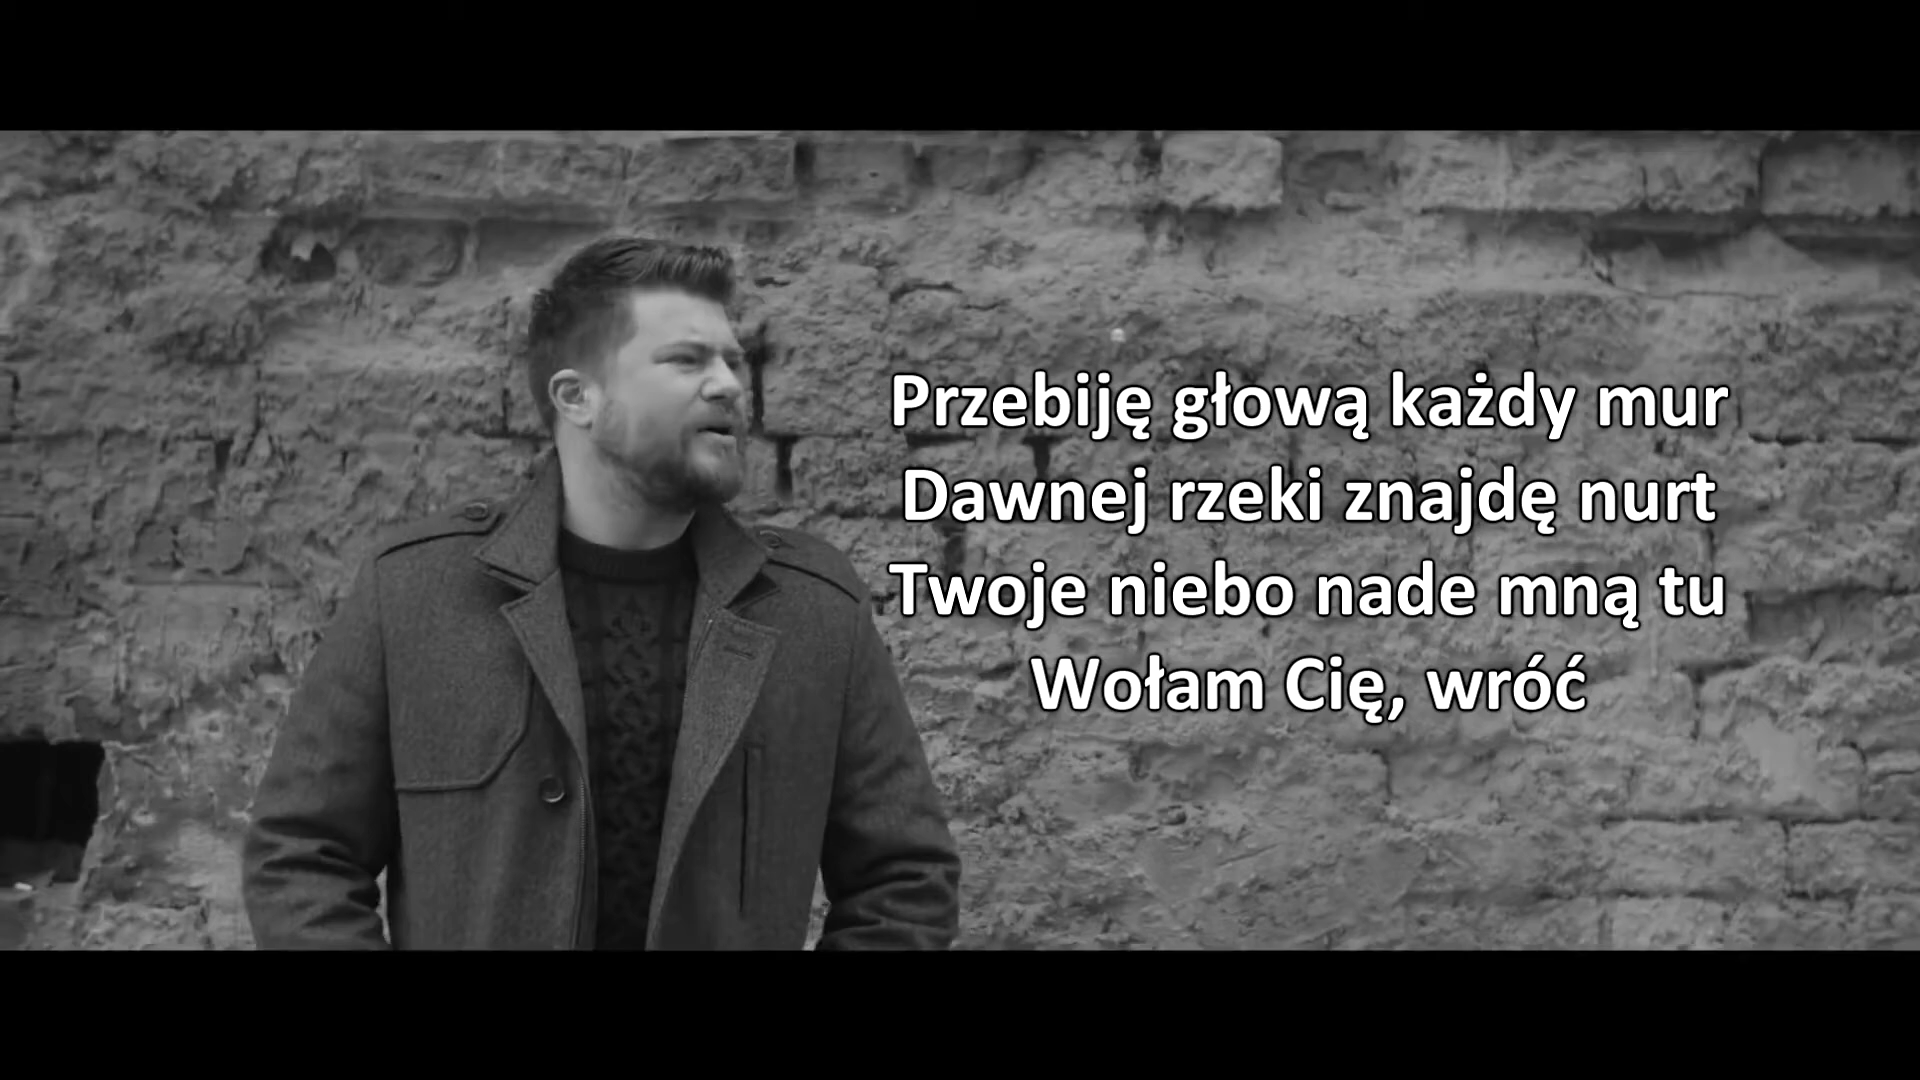 Przebiję głową każdy mur
Dawnej rzeki znajdę nurt
Twoje niebo nade mną tu
Wołam Cię, wróć